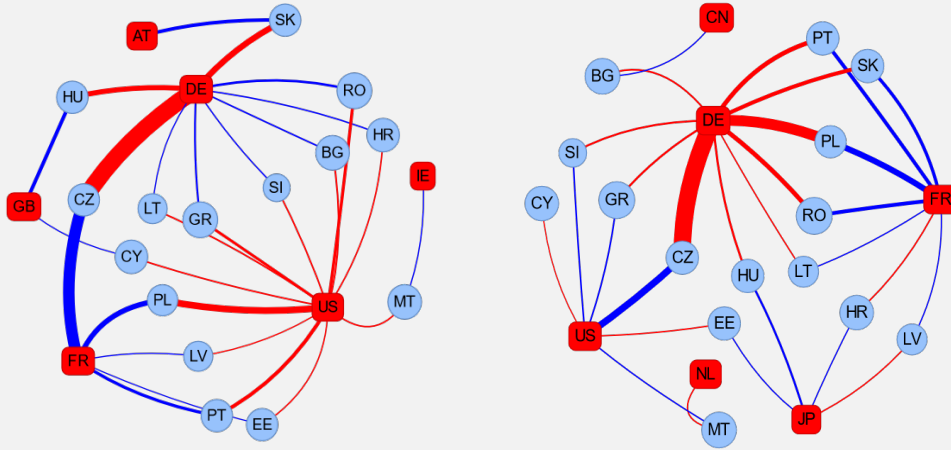 SK
AT
DE
HU
RO
HR
BG
IE
SI
CZ
GB
LT
GR
CY
PL
US
MT
FR
LV
PT
EE
CN
PT
SK
BG
DE
PL
SI
CY
GR
FR
RO
CZ
HU
LT
HR
EE
US
LV
NL
JP
MT